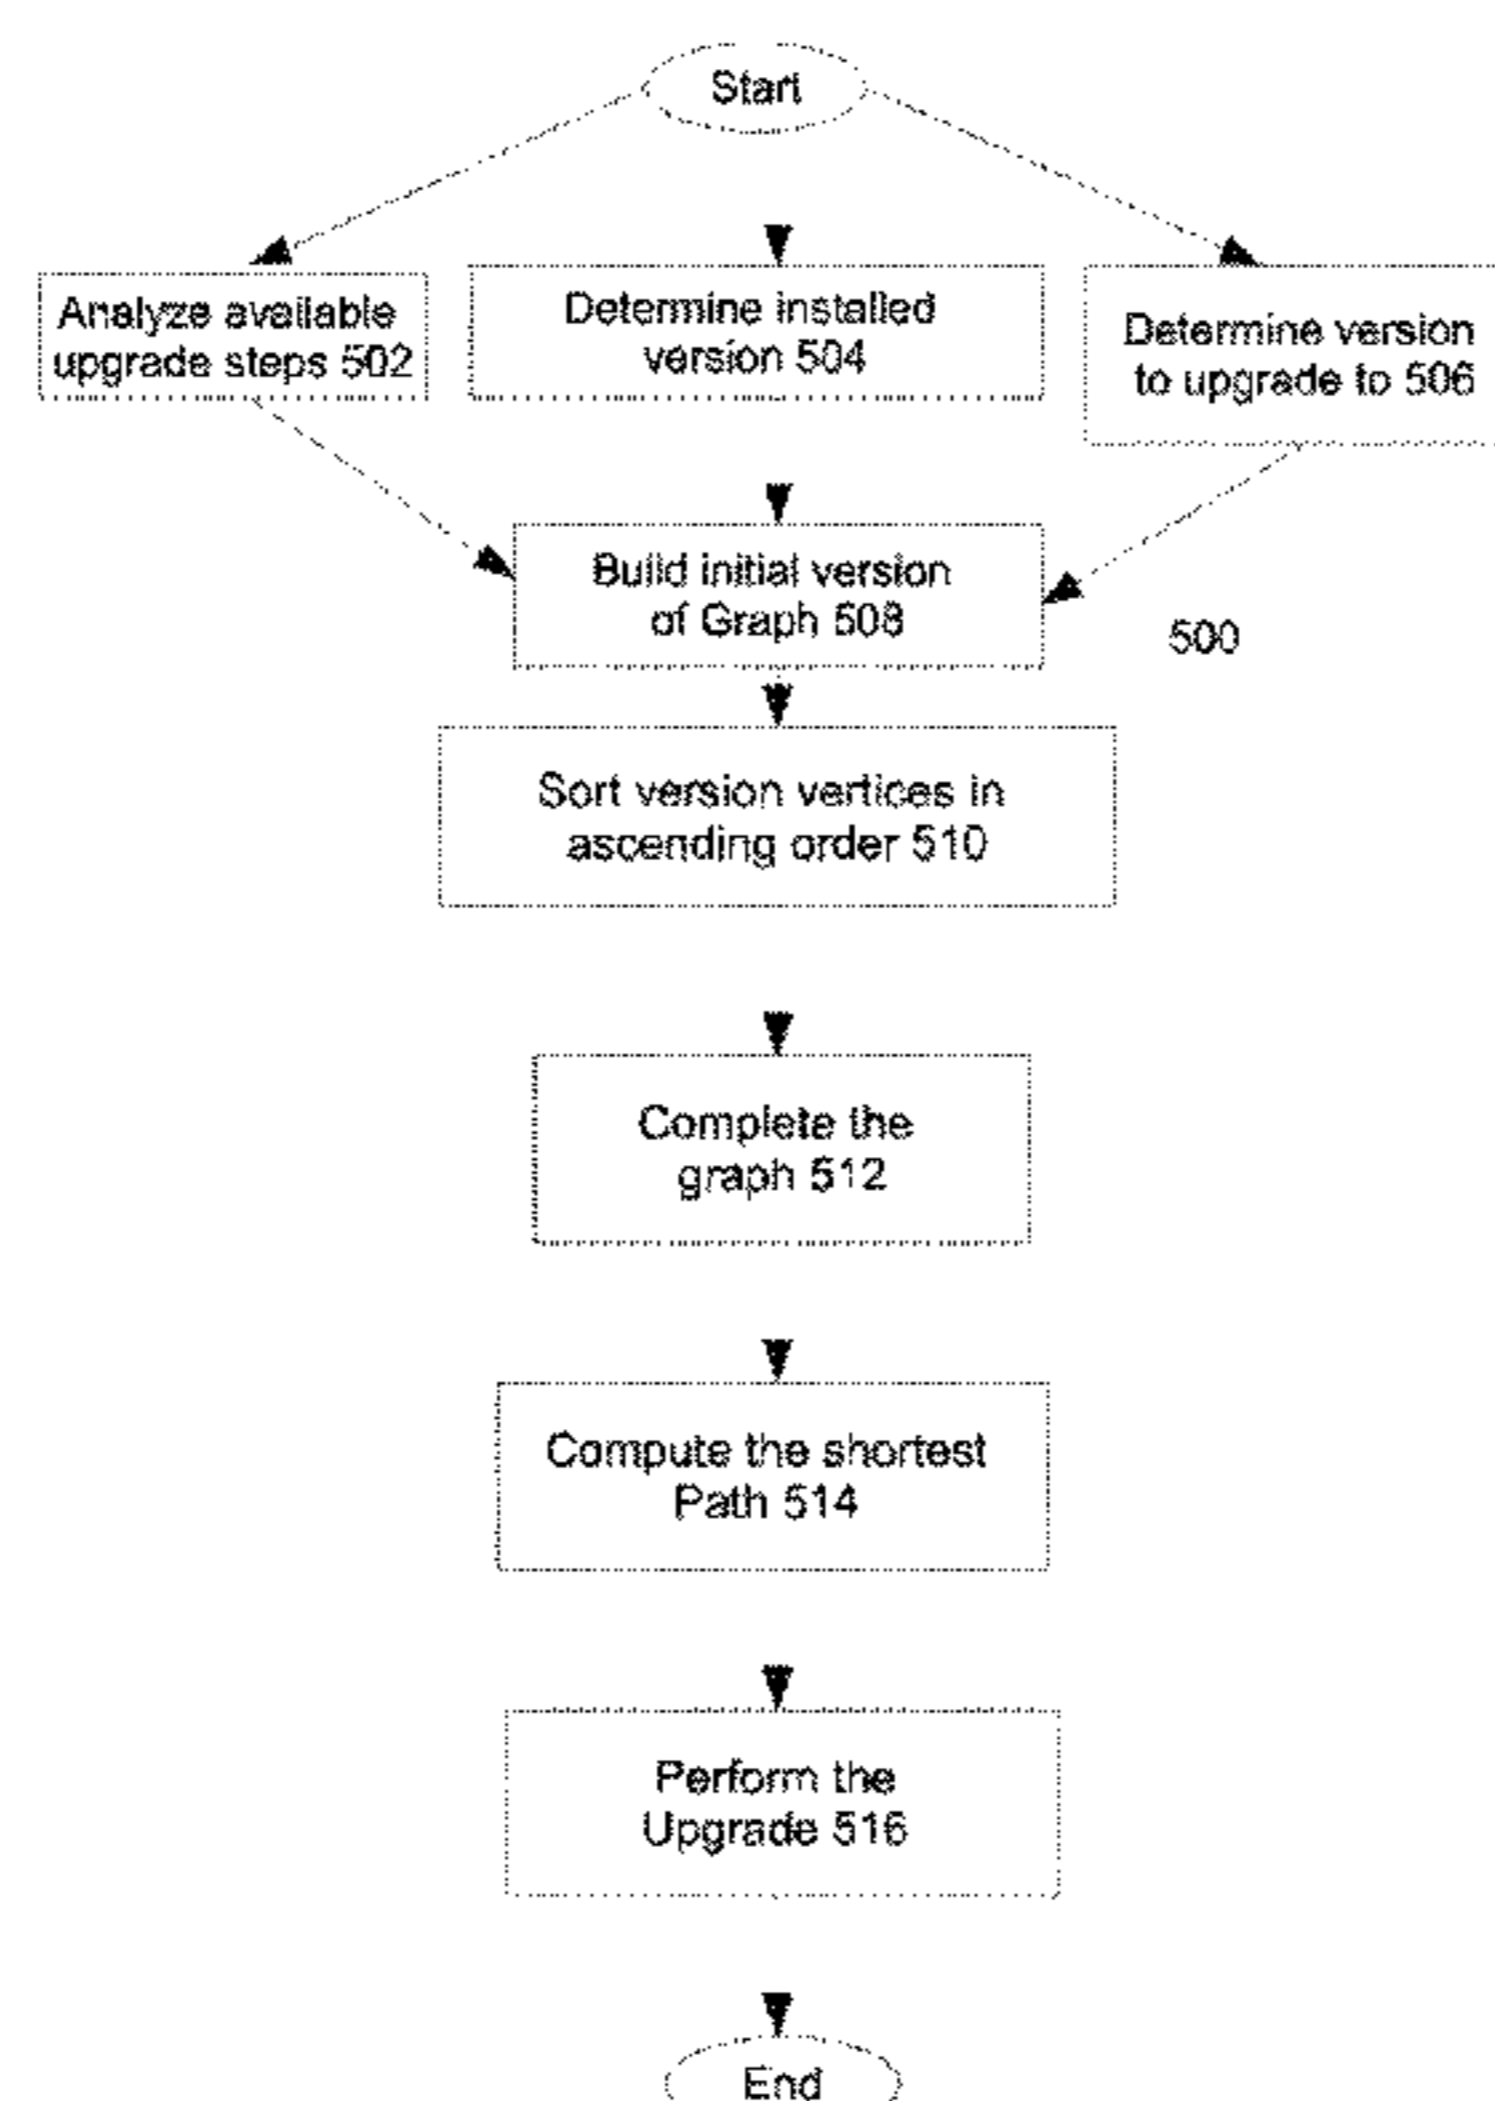 Start
Analyze available
upgrade steps 502
Determine installed
version 504
Determine version
to upgrade to 506
Build initial version
of Graph 508
500
Sort version vertices in
ascending order 510
Complete the
graph 512
Compute the shortest
Path 514
Perform the
Upgrade 516
End